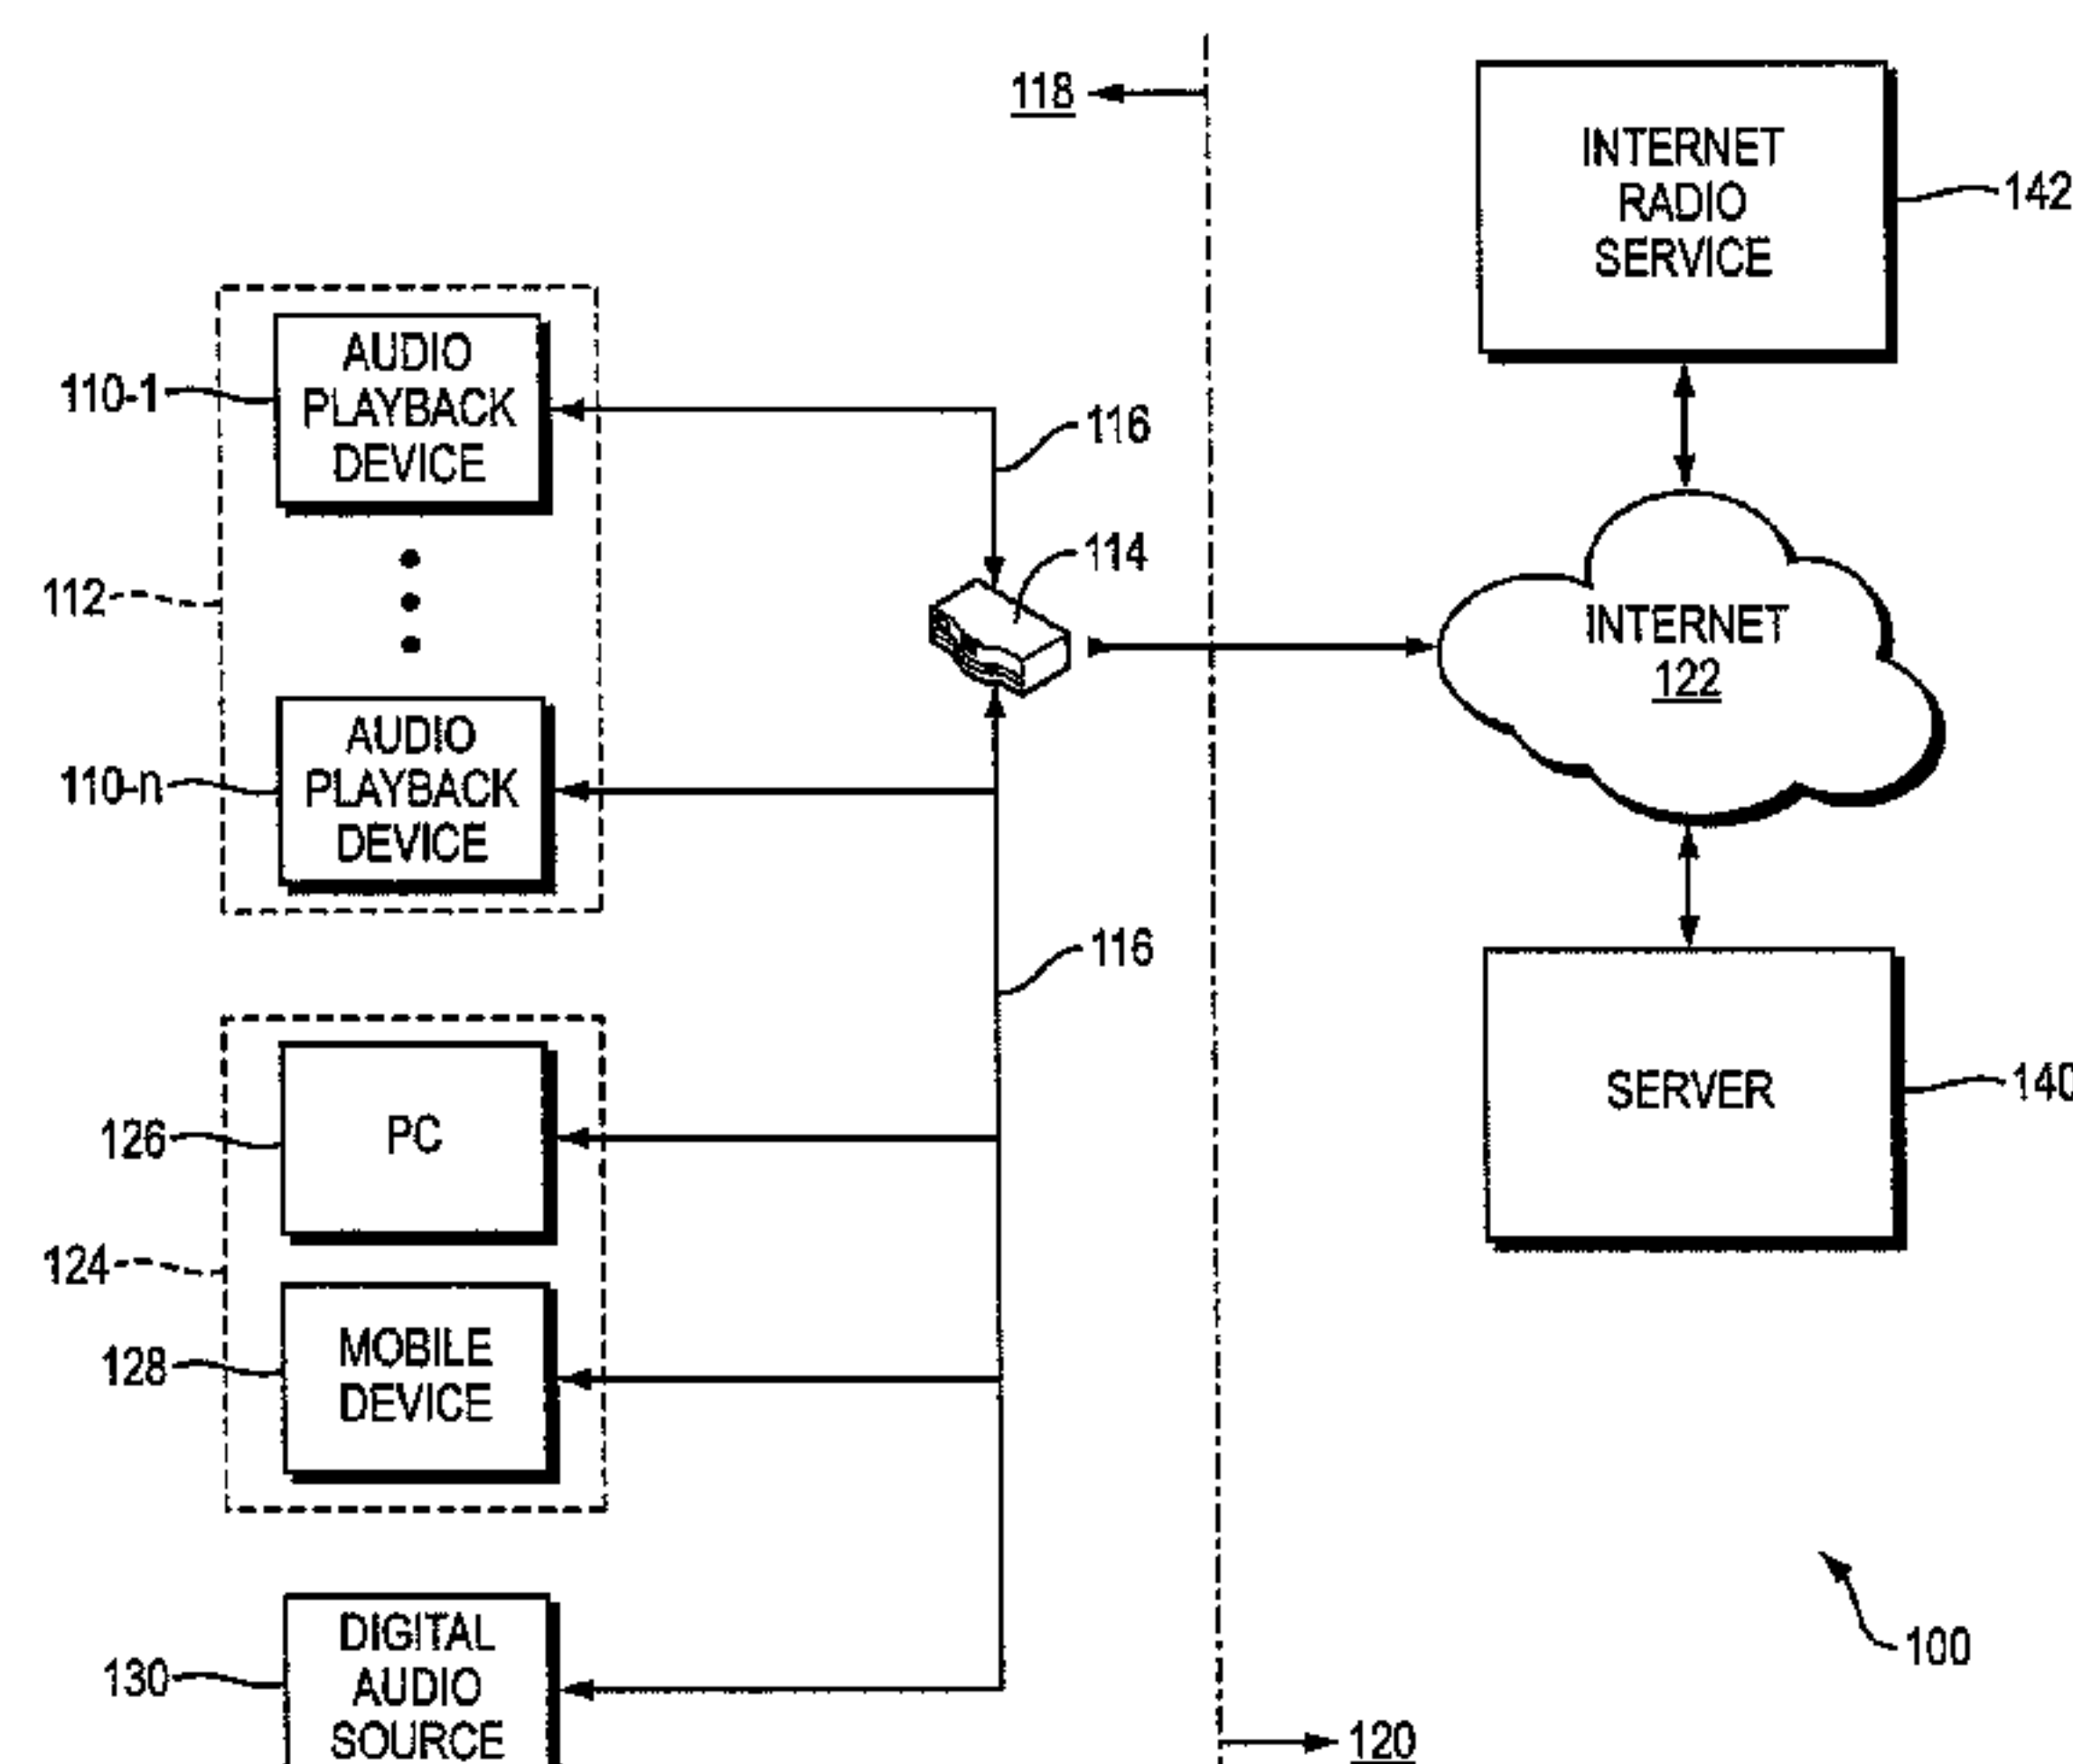 118
INTERNET
RADIO
SERVICE
142
AUDIO
PLAYBACK
DEVICE
110-1
116
112
114
INTERNET
122
AUDIO
PLAYBACK
DEVICE
110-n
116
PC
126
SERVER
140
124
MOBILE
DEVICE
128
DIGITAL
AUDIO
SOURCE
130
100
120